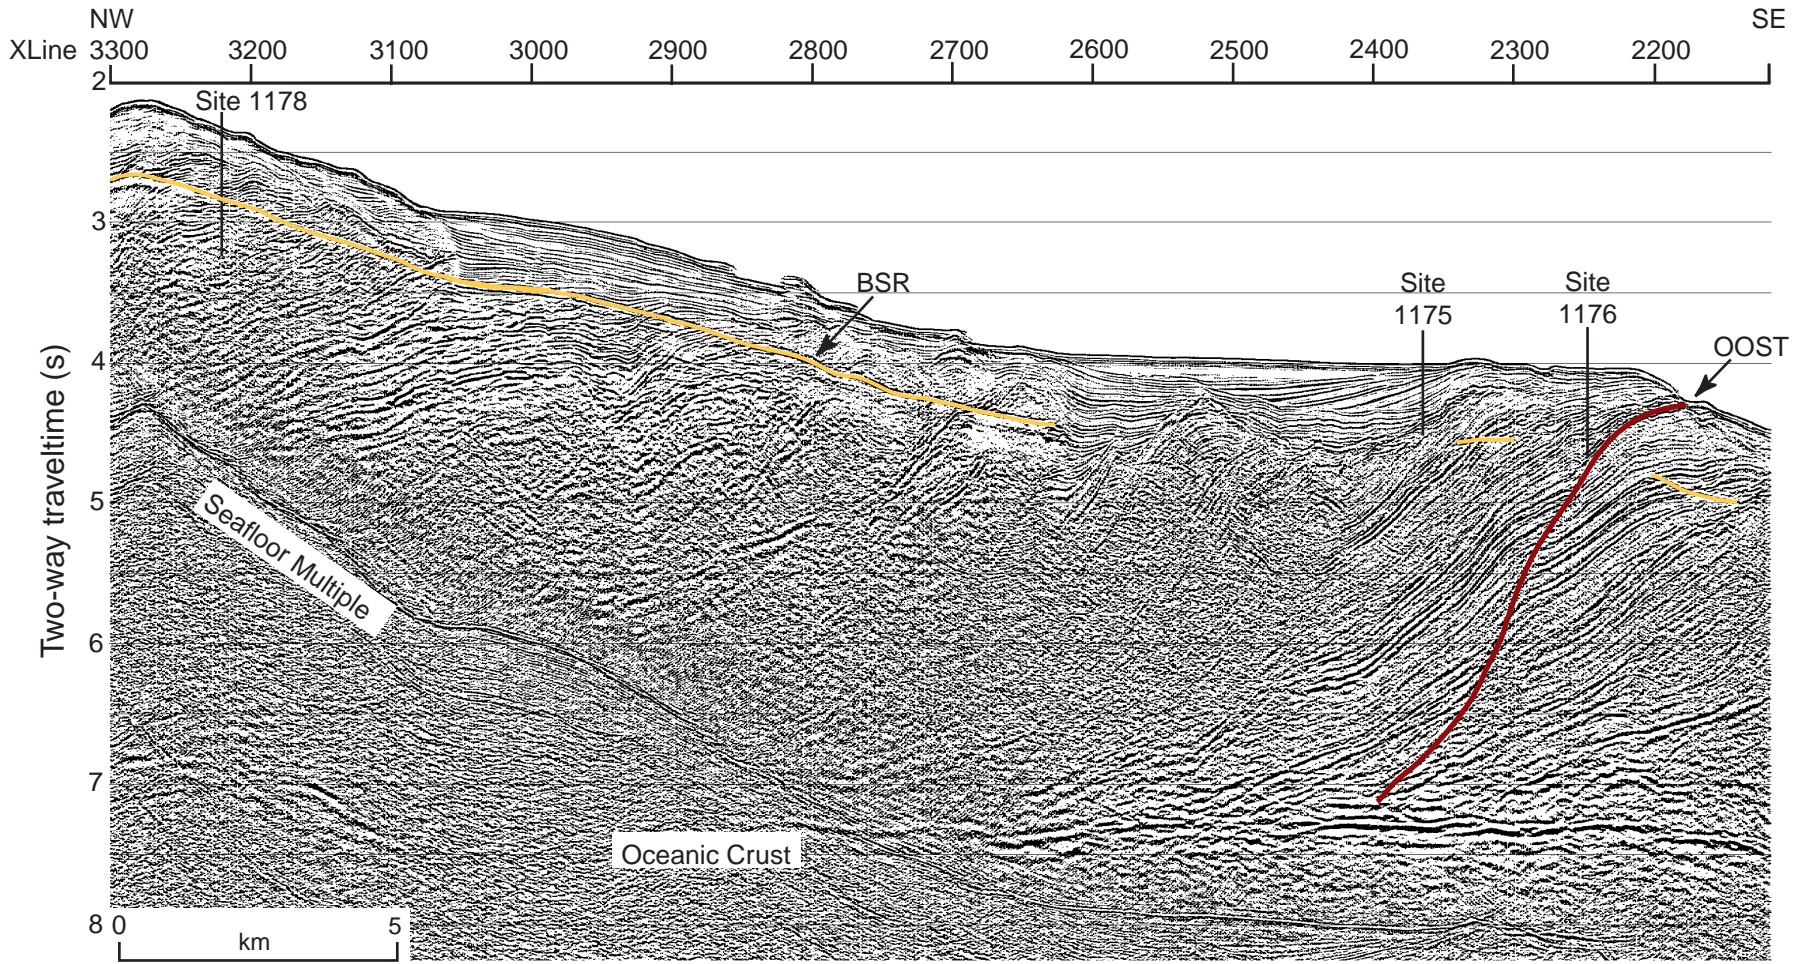 NW SE
XLine 3300 3200 3100 3000 2900 2800 2700 2600 2500 2400 2300 2200
2
Site 1178
3
BSR
Site
1175
Site
1176
OOST
4
Two-way traveltime (s)
5
Seafloor Multiple
6
7
Oceanic Crust
8
0 5
km